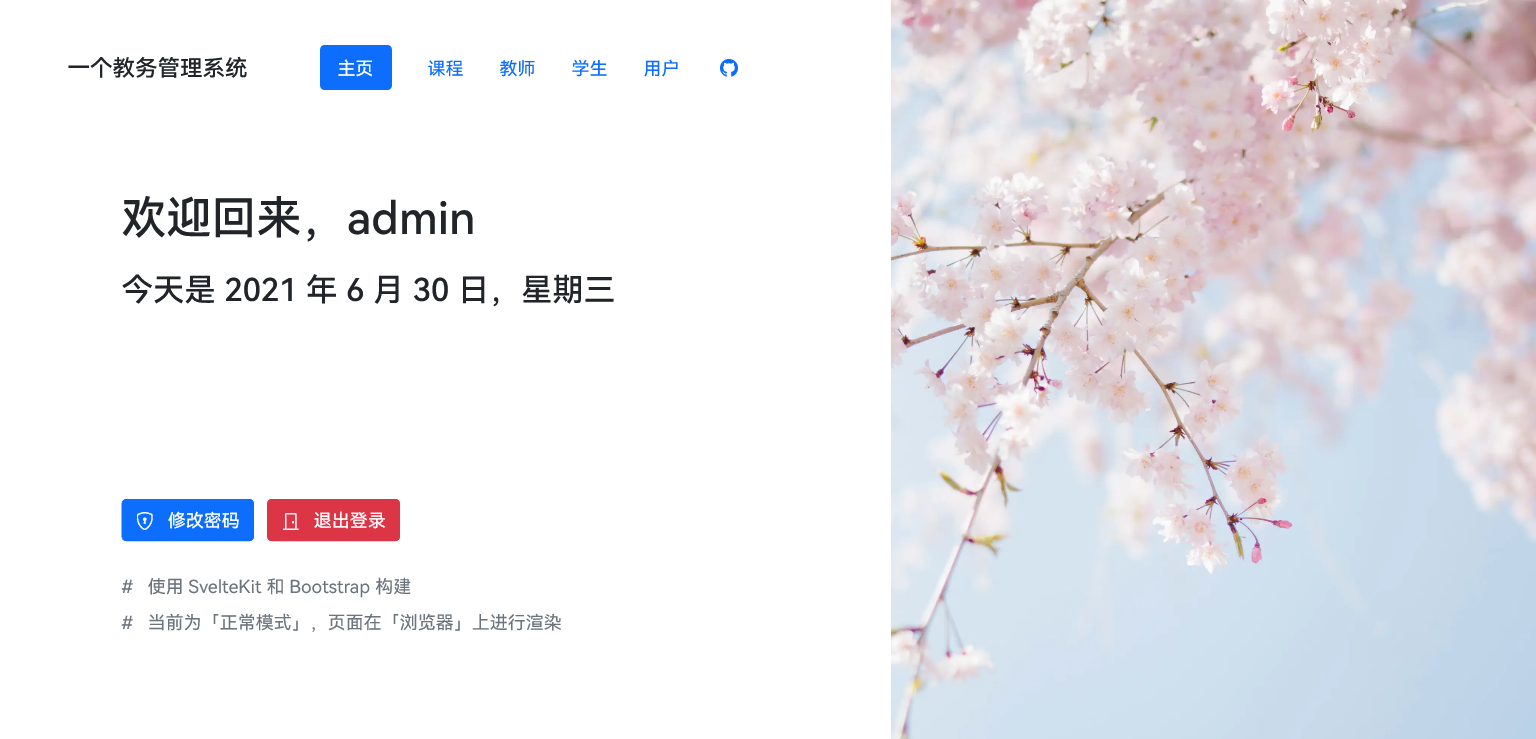 一个教务管理系统 主页 课程 教师 学生 用户
欢迎回来，admin
今天是 2021 年 6 月 30 日，星期三
修改密码 退出登录
# 使用 SvelteKit 和 Bootstrap 构建
# 当前为「正常模式」，页面在「浏览器」上进行渲染